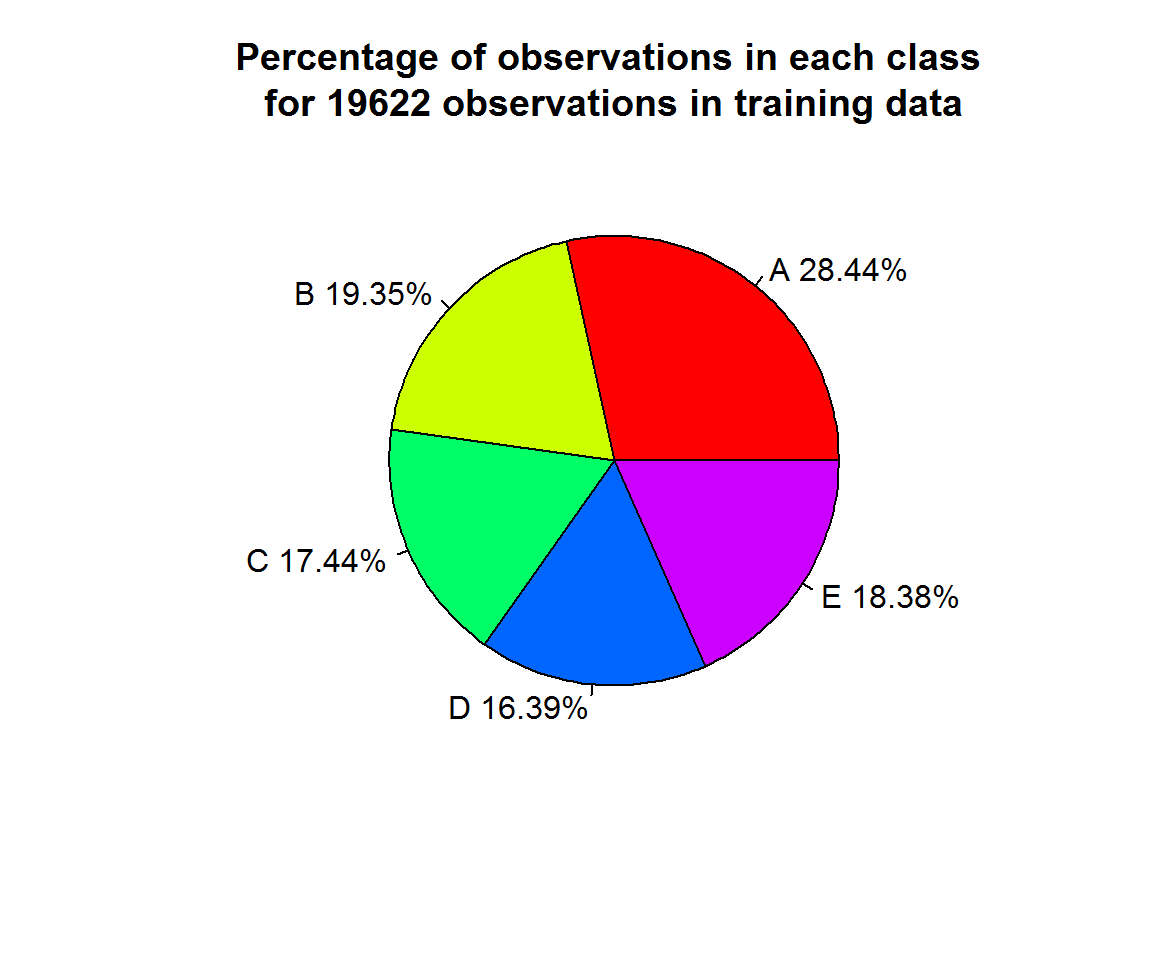 Percentage of observations in each class
for 19622 observations in training data
A 28.44%
B 19.35%
C 17.44%
D 16.39%
E 18.38%